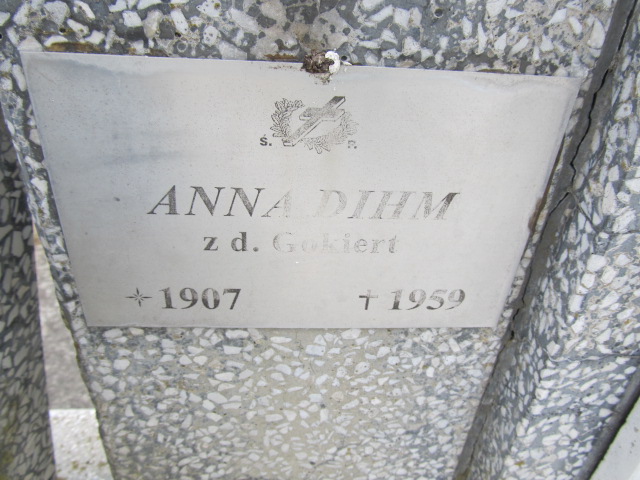 Ś. P.
ANNA DIHM
z d. Gokiert
* 1907 † 1959